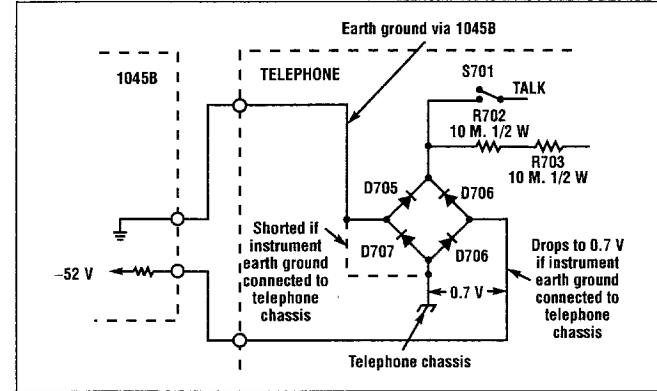 Earth ground via 1045B
1045B
TELEPHONE
S701
TALK
R702
10 M. 1/2 W
R703
10 M. 1/2 W
D705
D706
Shorted if
instrument
earth ground
connected to
telephone
chassis
D707
D706
Drops to 0.7 V
if instrument
earth ground
connected to
telephone
chassis
−52 V
0.7 V
Telephone chassis